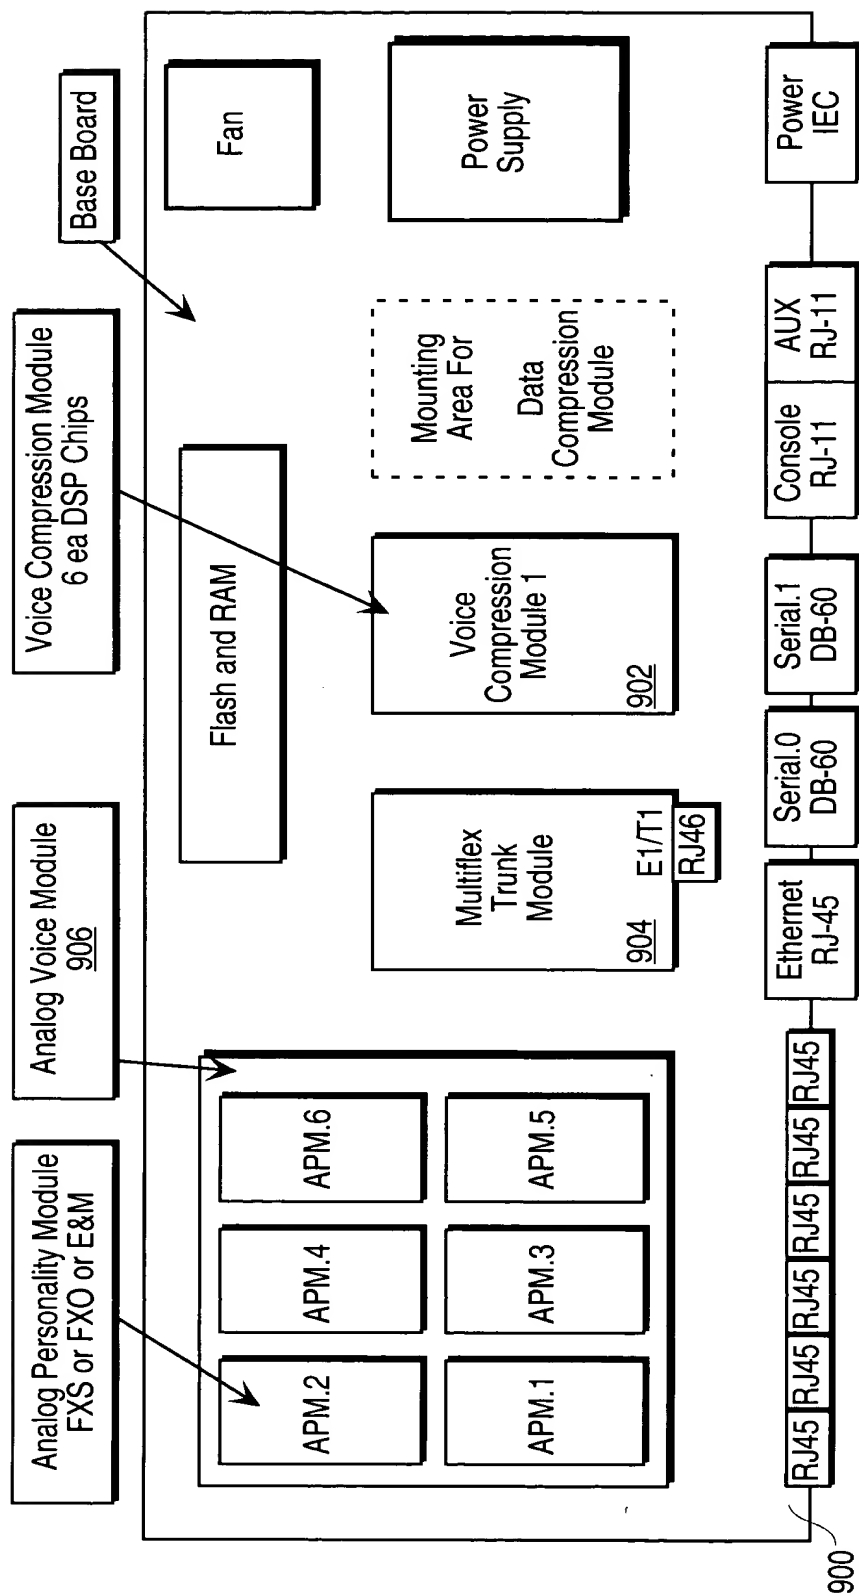 Analog Personality Module
FXS or FXO or E&M
Analog Voice Module
906
Voice Compression Module
6 ea DSP Chips
Base Board
APM.2
APM.4
APM.6
APM.1
APM.3
APM.5
Flash and RAM
Fan
Multiflex
Trunk
Module
904
E1/T1
RJ46
Voice
Compression
Module 1
902
Mounting
Area For
Data
Compression
Module
Power
Supply
900
RJ45
RJ45
RJ45
RJ45
RJ45
RJ45
Ethernet
RJ-45
Serial.0
DB-60
Serial.1
DB-60
Console
RJ-11
AUX
RJ-11
Power
IEC